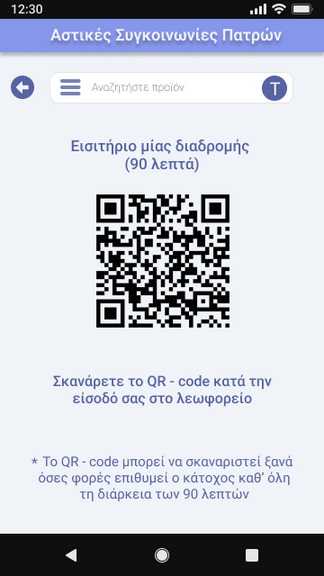 12:30
Αστικές Συγκοινωνίες Πατρών
Αναζητήστε προϊόν
T
Εισιτήριο μίας διαδρομής
(90 λεπτά)
Σκανάρετε το QR - code κατά την
είσοδό σας στο λεωφορείο
* Το QR - code μπορεί να σκαναριστεί ξανά
όσες φορές επιθυμεί ο κάτοχος καθ’ όλη
τη διάρκεια των 90 λεπτών